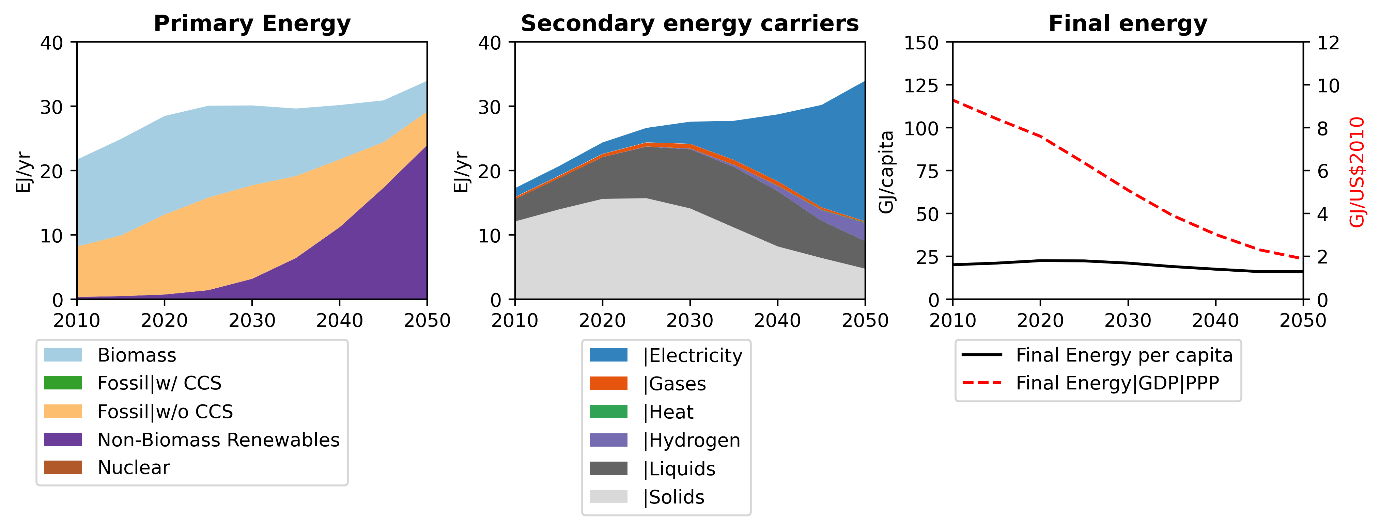 Primary Energy
40
30
20
10
0
EJ/yr
2010 2020 2030 2040 2050
Biomass
Fossil|w/ CCS
Fossil|w/o CCS
Non-Biomass Renewables
Nuclear
Secondary energy carriers
40
30
20
10
0
EJ/yr
2010 2020 2030 2040 2050
|Electricity
|Gases
|Heat
|Hydrogen
|Liquids
|Solids
Final energy
150
125
100
75
50
25
0
GJ/capita
12
10
8
6
4
2
0
GJ/US$2010
2010 2020 2030 2040 2050
Final Energy per capita
Final Energy|GDP|PPP